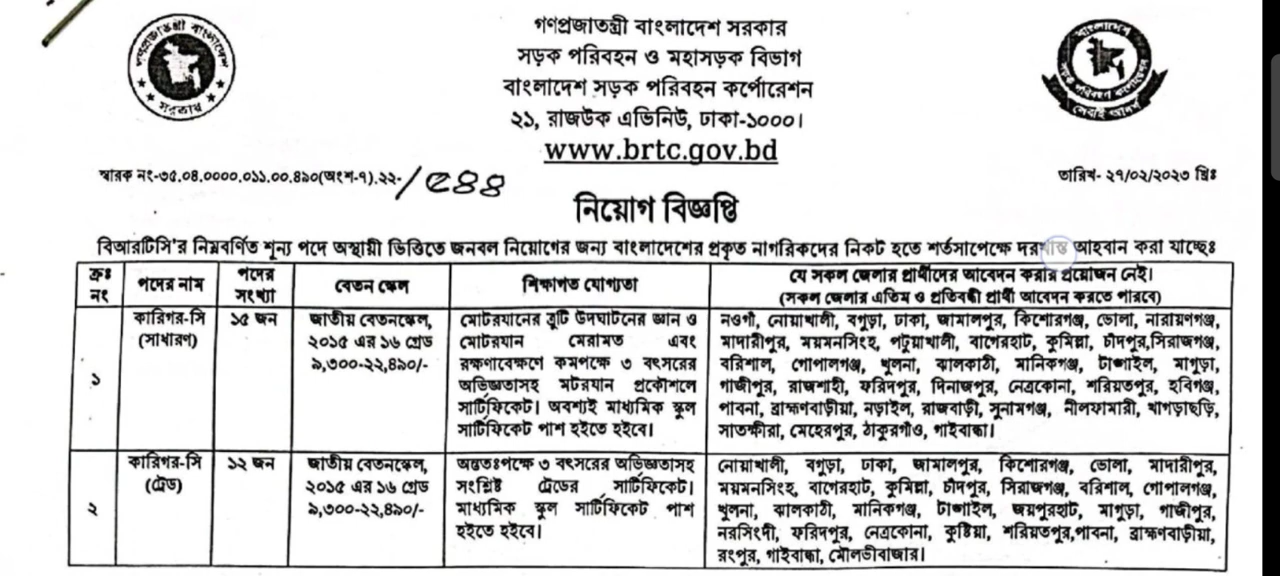 গণপ্রজাতন্ত্রী বাংলাদেশ সরকার
সড়ক পরিবহন ও মহাসড়ক বিভাগ
বাংলাদেশ সড়ক পরিবহন কর্পোরেশন
২১, রাজউক এভিনিউ, ঢাকা-১০০০।
www.brtc.gov.bd
গণপ্রজাতন্ত্রী বাংলাদেশ
সরকার
বাংলাদেশ
সড়ক পরিবহন কর্পোরেশন
সেবাই আদর্শ
স্মারক নং-৩৫.০৪.০০০০.০১১.০০.৪৯০(অংশ-৭).২২-/৫৪৪
তারিখ- ২৭/০২/২০২৩ খ্রিঃ
নিয়োগ বিজ্ঞপ্তি
বিআরটিসি'র নিম্নবর্ণিত শূন্য পদে অস্থায়ী ভিত্তিতে জনবল নিয়োগের জন্য বাংলাদেশের প্রকৃত নাগরিকদের নিকট হতে শর্তসাপেক্ষে দরখাস্ত আহবান করা যাচ্ছেঃ
ক্রঃ
নং
পদের নাম
পদের
সংখ্যা
বেতন স্কেল
শিক্ষাগত যোগ্যতা
যে সকল জেলার প্রার্থীদের আবেদন করার প্রয়োজন নেই।
(সকল জেলার এতিম ও প্রতিবন্ধী প্রার্থী আবেদন করতে পারবে)
১
কারিগর-সি
(সাধারণ)
১৫ জন
জাতীয় বেতনস্কেল,
২০১৫ এর ১৬ গ্রেড
৯,৩০০-২২,৪৯০/-
মোটরযানের ত্রুটি উদঘাটনের জ্ঞান ও
মোটরযান মেরামত এবং
রক্ষণাবেক্ষণে কমপক্ষে ৩ বৎসরের
অভিজ্ঞতাসহ মটরযান প্রকৌশলে
সার্টিফিকেট। অবশ্যই মাধ্যমিক স্কুল
সার্টিফিকেট পাশ হইতে হইবে।
নওগাঁ, নোয়াখালী, বগুড়া, ঢাকা, জামালপুর, কিশোরগঞ্জ, ভোলা, নারায়ণগঞ্জ,
মাদারীপুর, ময়মনসিংহ, পটুয়াখালী, বাগেরহাট, কুমিল্লা, চাঁদপুর,সিরাজগঞ্জ,
বরিশাল, গোপালগঞ্জ, খুলনা, ঝালকাঠী, মানিকগঞ্জ, টাঙ্গাইল, মাগুড়া,
গাজীপুর, রাজশাহী, ফরিদপুর, দিনাজপুর, নেত্রকোনা, শরিয়তপুর, হবিগঞ্জ,
পাবনা, ব্রাহ্মণবাড়ীয়া, নড়াইল, রাজবাড়ী, সুনামগঞ্জ, নীলফামারী, খাগড়াছড়ি,
সাতক্ষীরা, মেহেরপুর, ঠাকুরগাঁও, গাইবান্ধা।
২
কারিগর-সি
(ট্রেড)
১২ জন
জাতীয় বেতনস্কেল,
২০১৫ এর ১৬ গ্রেড
৯,৩০০-২২,৪৯০/-
অন্ততঃপক্ষে ৩ বৎসরের অভিজ্ঞতাসহ
সংশ্লিষ্ট ট্রেডের সার্টিফিকেট।
মাধ্যমিক স্কুল সার্টিফিকেট পাশ
হইতে হইবে।
নোয়াখালী, বগুড়া, ঢাকা, জামালপুর, কিশোরগঞ্জ, ভোলা, মাদারীপুর,
ময়মনসিংহ, বাগেরহাট, কুমিল্লা, চাঁদপুর, সিরাজগঞ্জ, বরিশাল, গোপালগঞ্জ,
খুলনা, ঝালকাঠী, মানিকগঞ্জ, টাঙ্গাইল, জয়পুরহাট, মাগুড়া, গাজীপুর,
নরসিংদী, ফরিদপুর, নেত্রকোনা, কুষ্টিয়া, শরিয়তপুর,পাবনা, ব্রাহ্মণবাড়ীয়া,
রংপুর, গাইবান্ধা, মৌলভীবাজার।